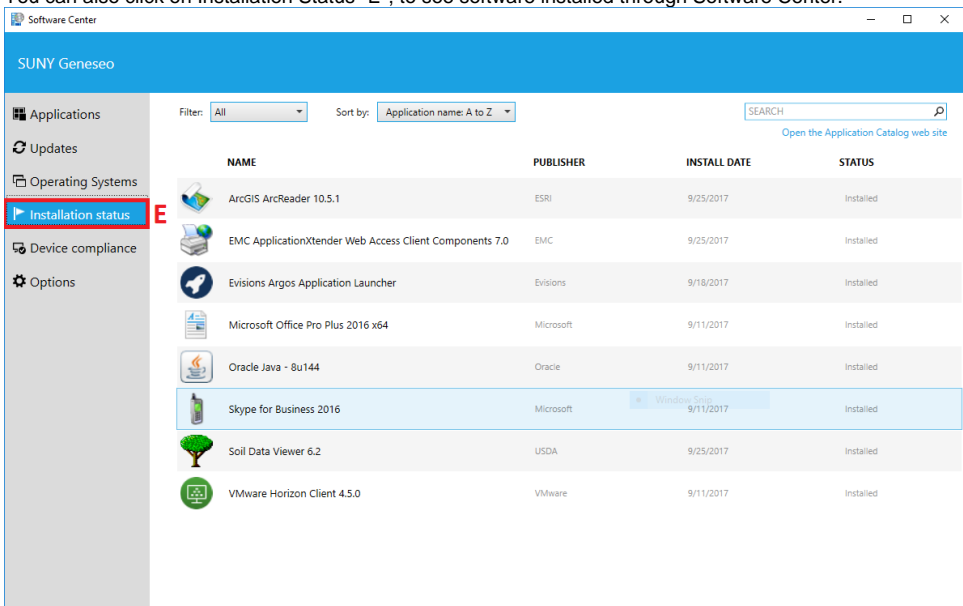 You can also click on Installation Status "E", to see software installed through Software Center.
Software Center
SUNY Geneseo
Applications
Updates
Operating Systems
Installation status
E
Device compliance
Options
Filter: All Sort by: Application name: A to Z SEARCH
Open the Application Catalog web site
NAME PUBLISHER INSTALL DATE STATUS
ArcGIS ArcReader 10.5.1 ESRI 9/25/2017 Installed
EMC ApplicationXtender Web Access Client Components 7.0 EMC 9/25/2017 Installed
Evisions Argos Application Launcher Evisions 9/18/2017 Installed
Microsoft Office Pro Plus 2016 x64 Microsoft 9/11/2017 Installed
Oracle Java - 8u144 Oracle 9/11/2017 Installed
Window Snip
Skype for Business 2016 Microsoft 9/11/2017 Installed
Soil Data Viewer 6.2 USDA 9/25/2017 Installed
VMware Horizon Client 4.5.0 VMware 9/11/2017 Installed